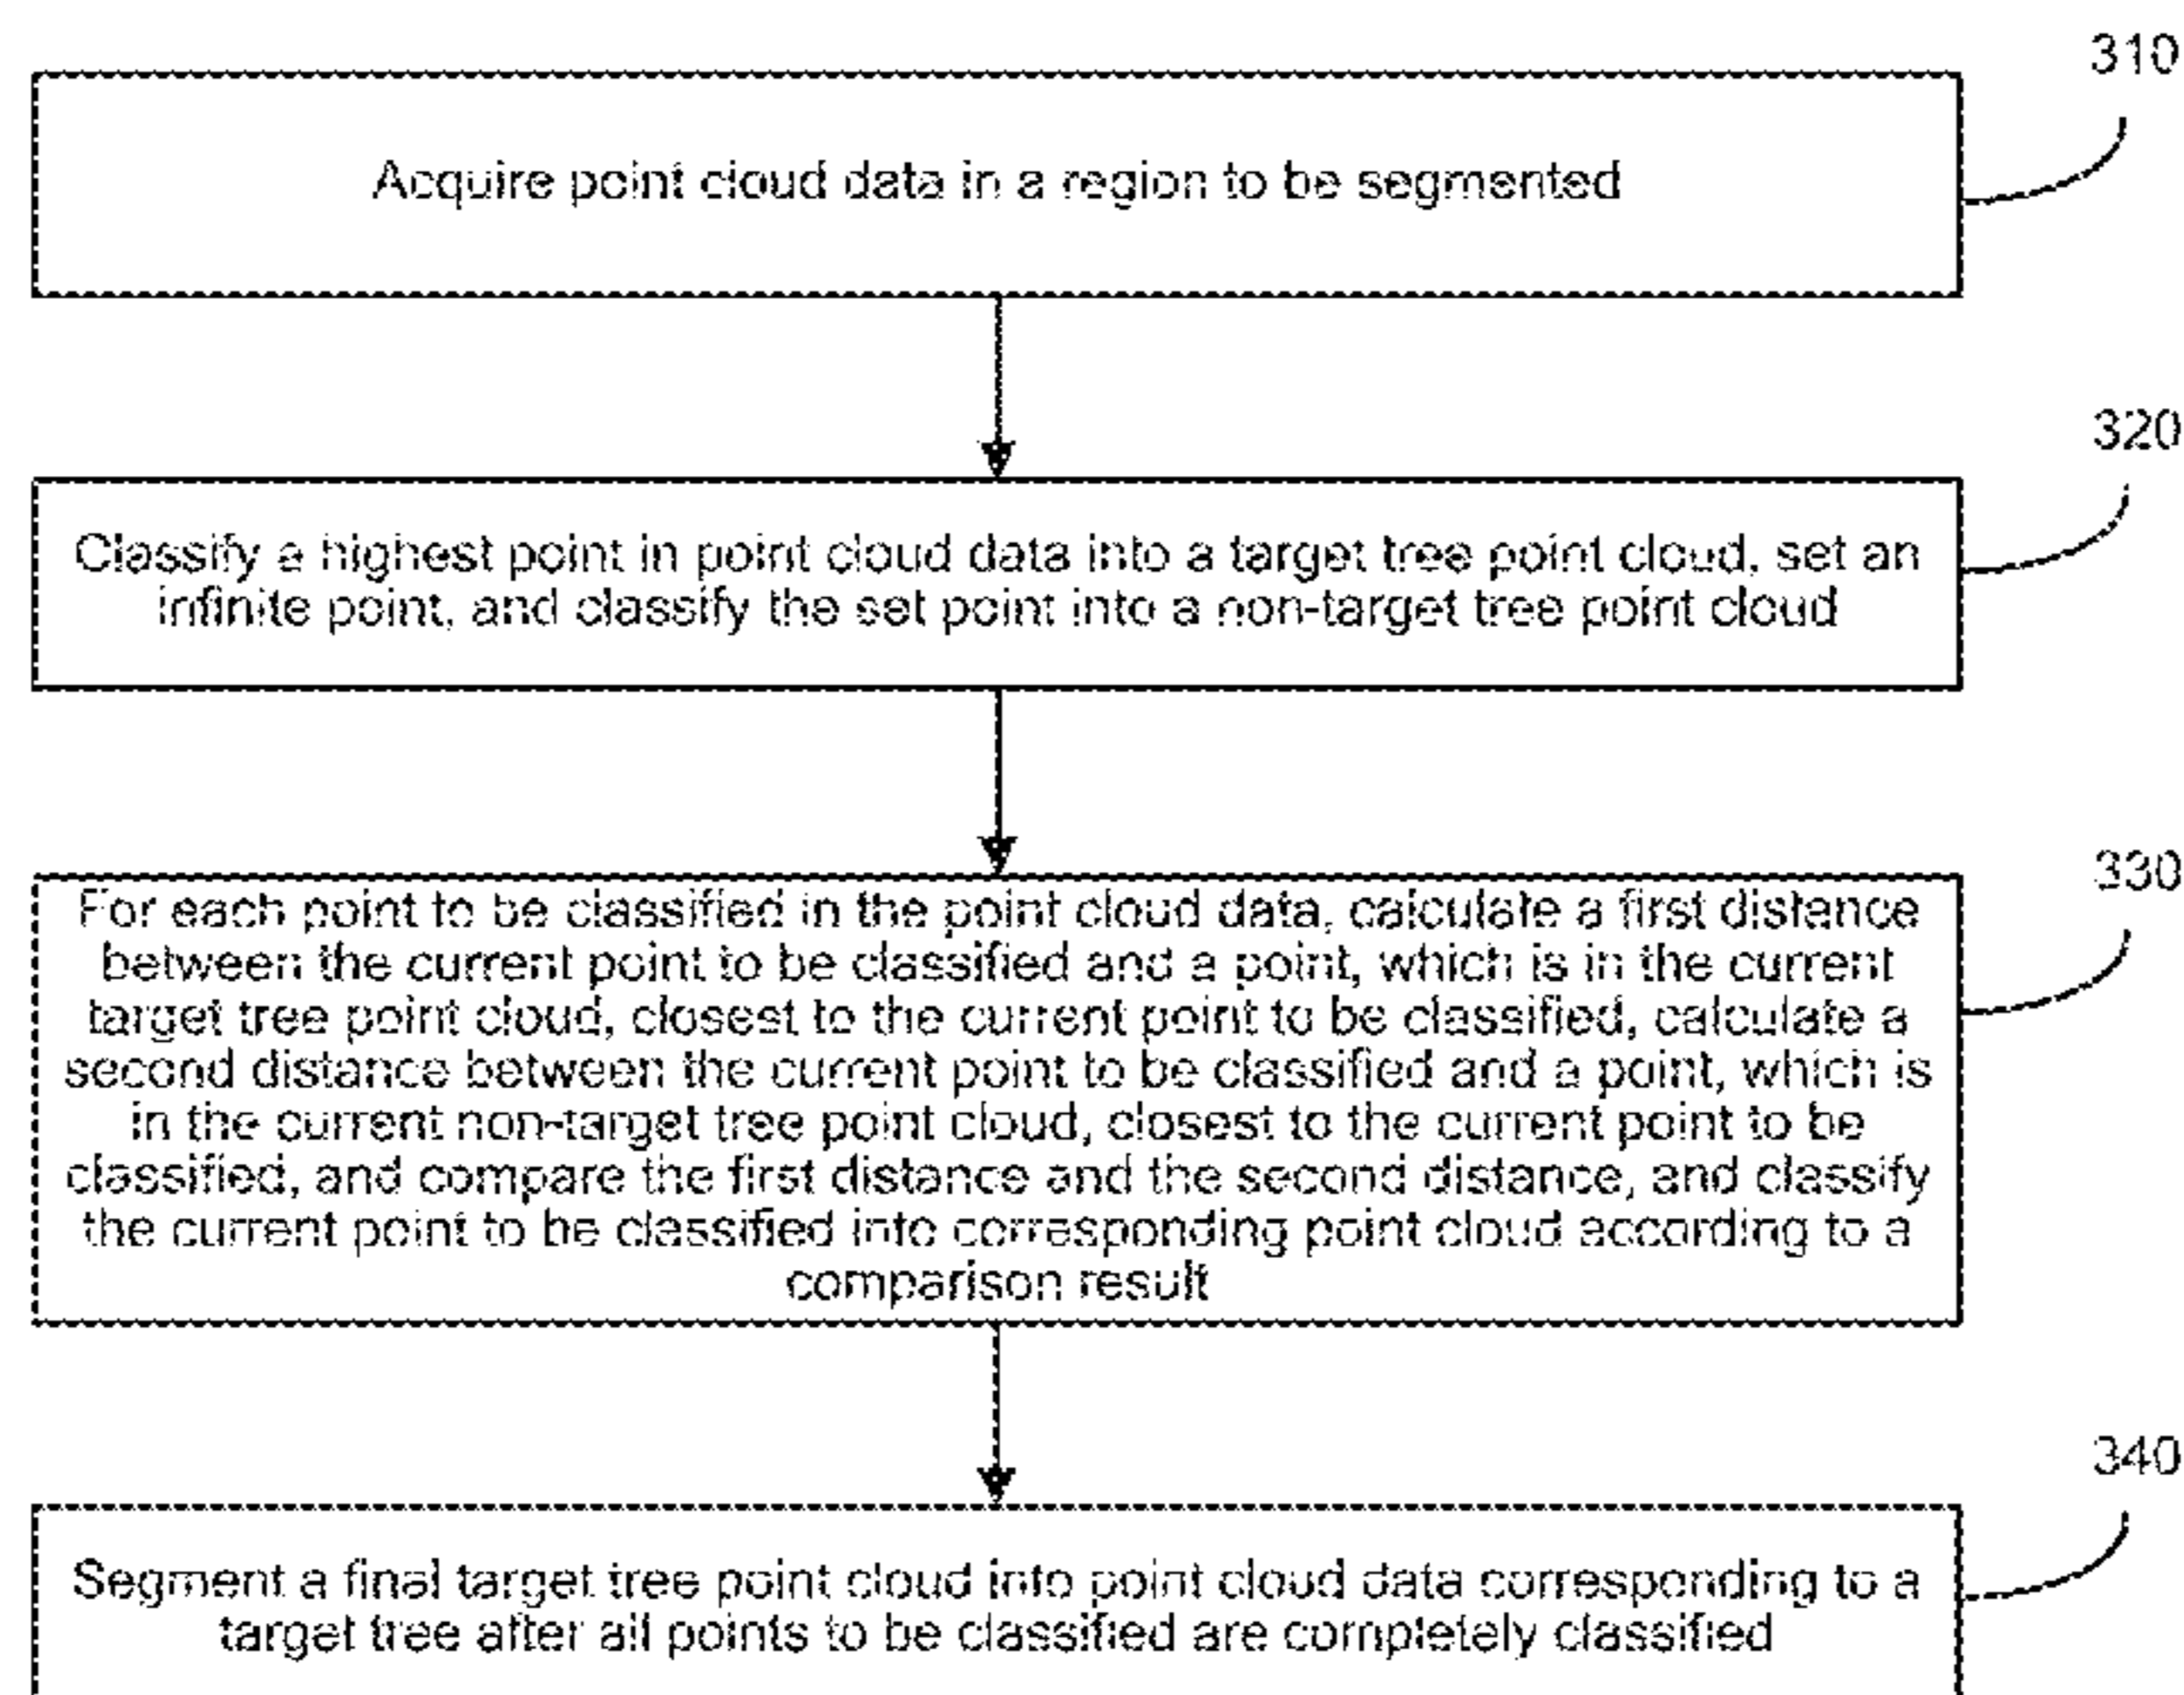 310
Acquire point cloud data in a region to be segmented
320
Classify a highest point in point cloud data into a target tree point cloud, set an
infinite point, and classify the set point into a non-target tree point cloud
330
For each point to be classified in the point cloud data, calculate a first distance
between the current point to be classified and a point, which is in the current
target tree point cloud, closest to the current point to be classified, calculate a
second distance between the current point to be classified and a point, which is
in the current non-target tree point cloud, closest to the current point to be
classified, and compare the first distance and the second distance, and classify
the current point to be classified into corresponding point cloud according to a
comparison result
340
Segment a final target tree point cloud into point cloud data corresponding to a
target tree after all points to be classified are completely classified